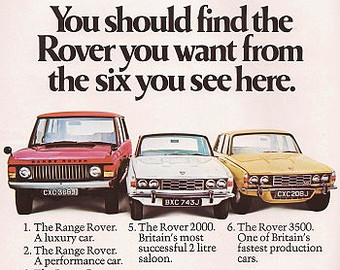 You should find the
Rover you want from
the six you see here.
RANGE ROVER
CXC 368J
BXC 743J
CXC 206J
1. The Range Rover.
A luxury car.
2. The Range Rover.
A performance car.
5. The Rover 2000.
Britain's most
successful 2 litre
saloon.
6. The Rover 3500.
One of Britain's
fastest production
cars.